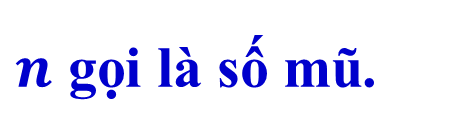 n gọi là số mũ.